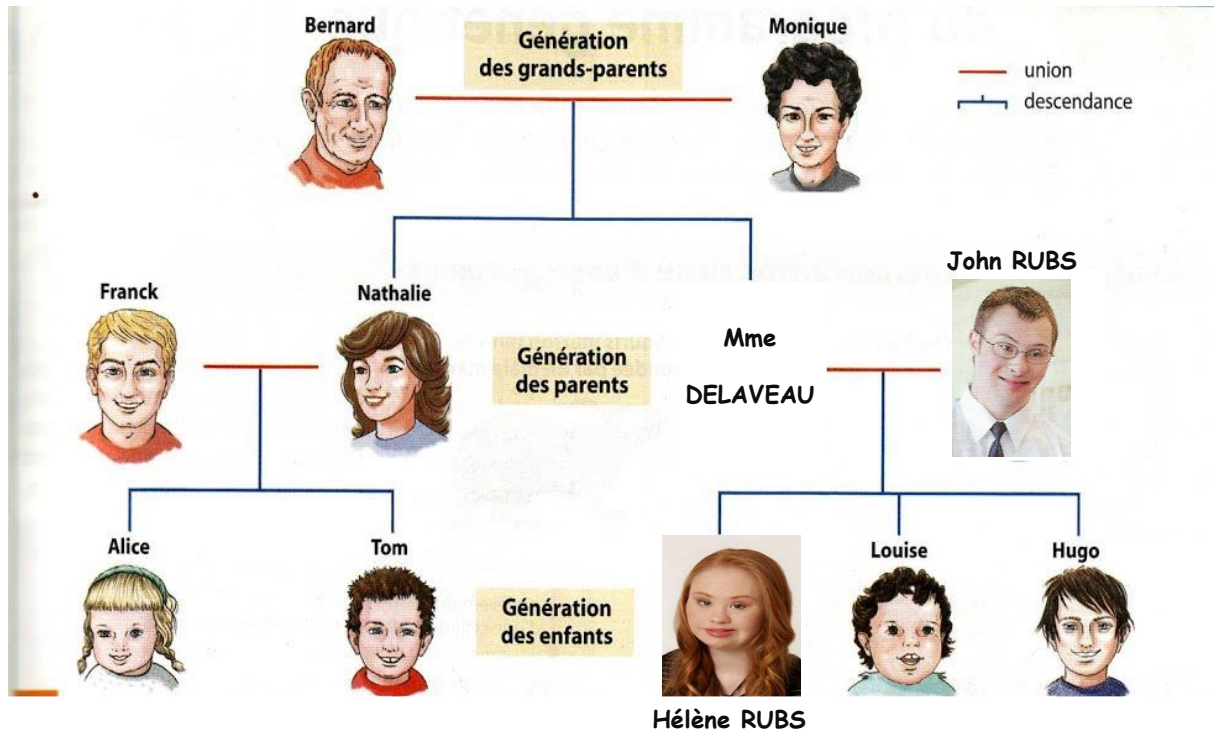 Bernard
Génération
des grands-parents
Monique
union
descendance
John RUBS
Franck
Nathalie
Génération
des parents
Mme
DELAVEAU
Alice
Tom
Génération
des enfants
Louise
Hugo
Hélène RUBS